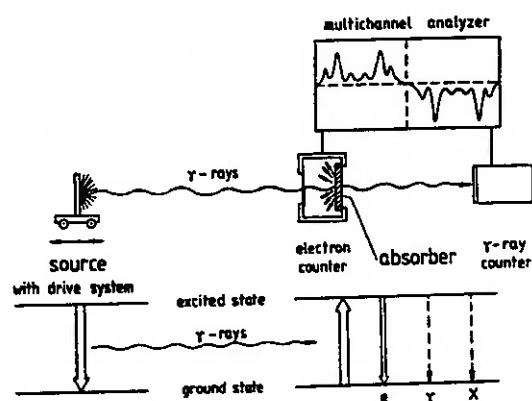 multichannel analyzer
γ-rays
electron
counter
absorber
γ-ray
counter
source
with drive system
excited state
γ-rays
ground state
e γ X